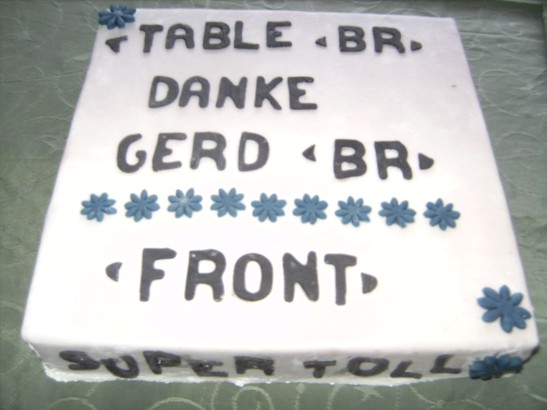 <TABLE <BR>
DANKE
GERD <BR>
<FRONT>
SUPER TOLL